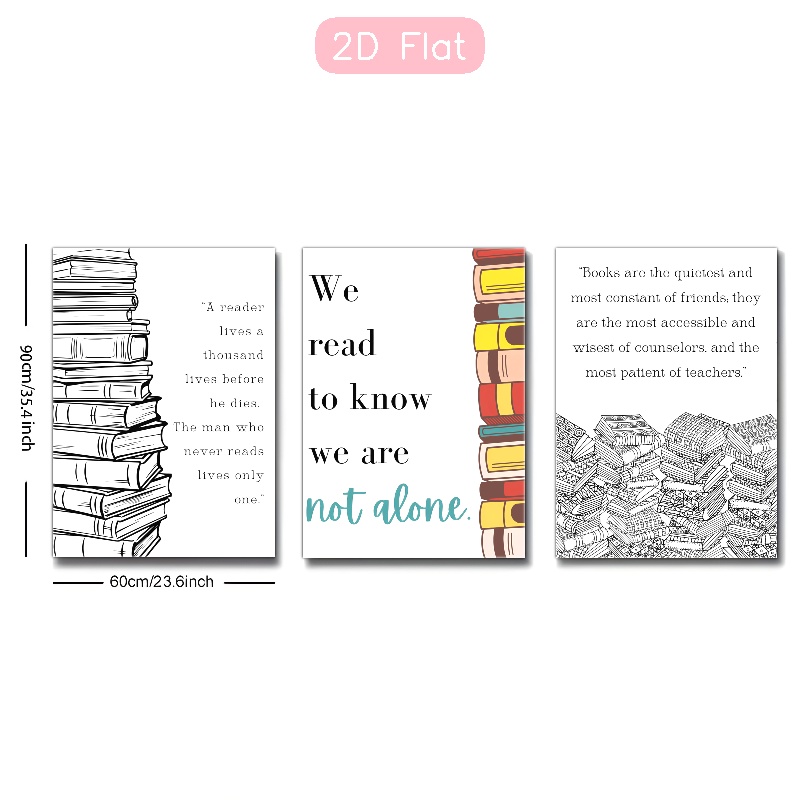 2D Flat
90cm/35.4 inch
"A reader
lives a
thousand
lives before
he dies.
The man who
never reads
lives only
one."
60cm/23.6inch
We
read
to know
we are
not alone.
"Books are the quietest and
most constant of friends; they
are the most accessible and
wisest of counselors, and the
most patient of teachers."